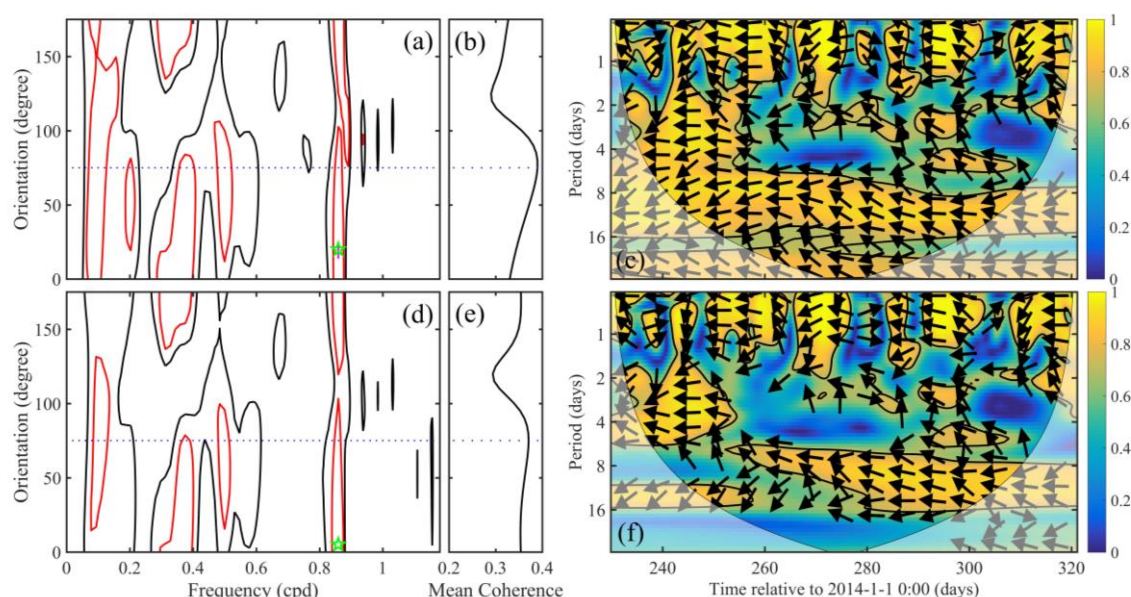 (a)
(b)
(c)
Orientation (degree)
150
100
50
0
Period (days)
1
2
4
8
16
1
0.8
0.6
0.4
0.2
0
(d)
(e)
(f)
Orientation (degree)
150
100
50
0
Period (days)
1
2
4
8
16
1
0.8
0.6
0.4
0.2
0
0 0.2 0.4 0.6 0.8 1
Frequency (cpd)
0.2 0.3 0.4
Mean Coherence
240 260 280 300 320
Time relative to 2014-1-1 0:00 (days)